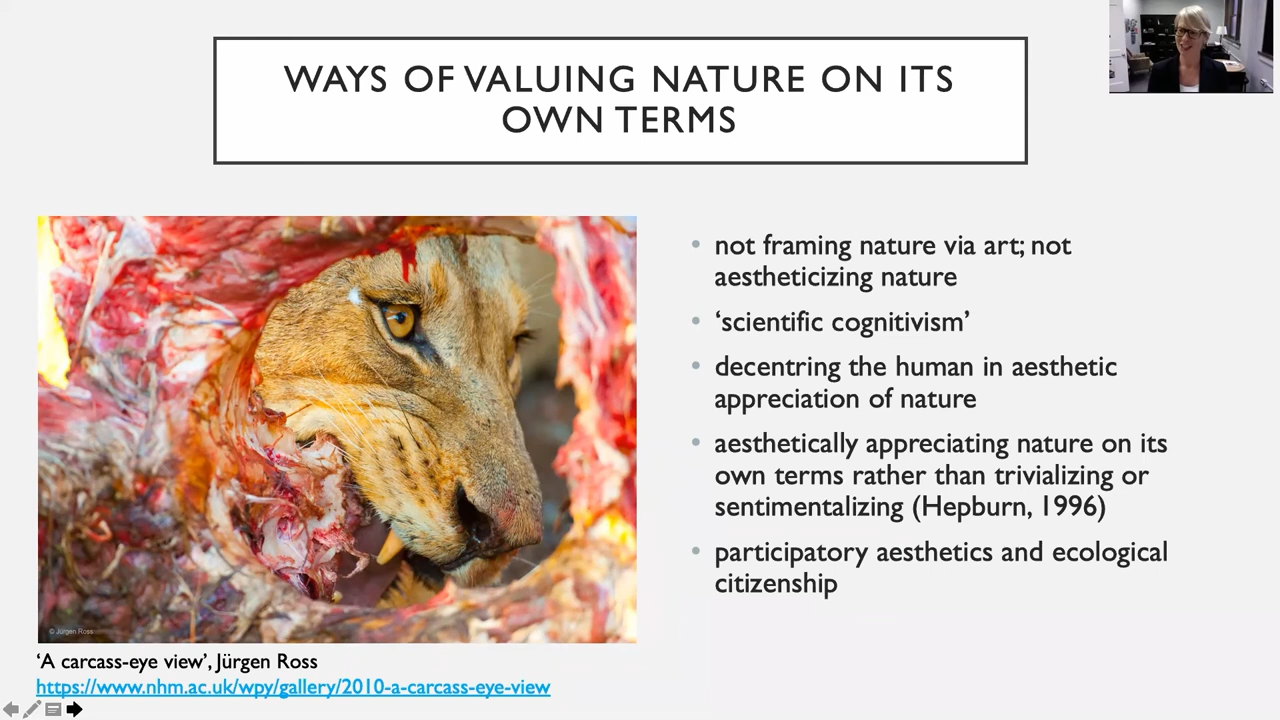 WAYS OF VALUING NATURE ON ITS
OWN TERMS
• not framing nature via art; not
aestheticizing nature
• ‘scientific cognitivism’
• decentring the human in aesthetic
appreciation of nature
• aesthetically appreciating nature on its
own terms rather than trivializing or
sentimentalizing (Hepburn, 1996)
• participatory aesthetics and ecological
citizenship
© Jürgen Ross
‘A carcass-eye view’, Jürgen Ross
https://www.nhm.ac.uk/wpy/gallery/2010-a-carcass-eye-view